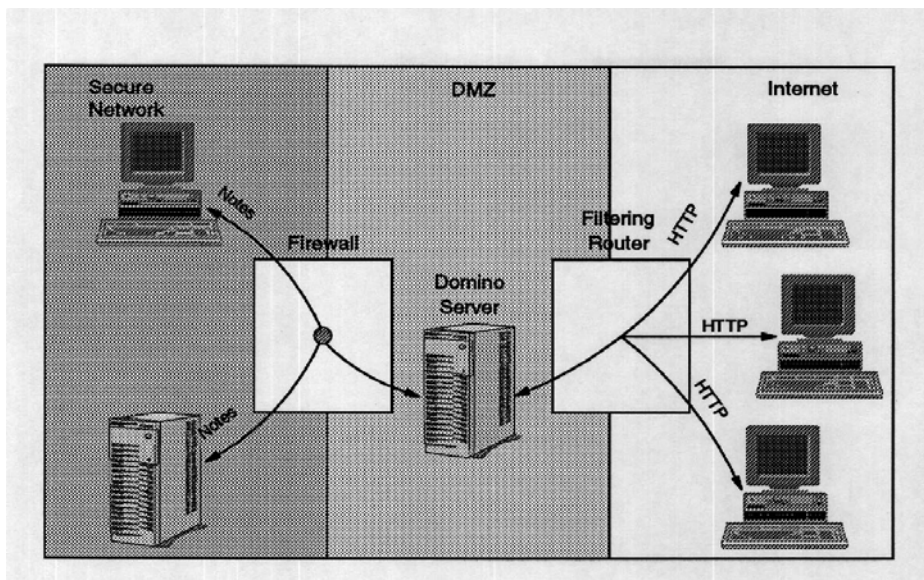 Secure
Network
DMZ
Internet
Notes
Firewall
Filtering
Router
HTTP
Domino
Server
HTTP
HTTP
Notes